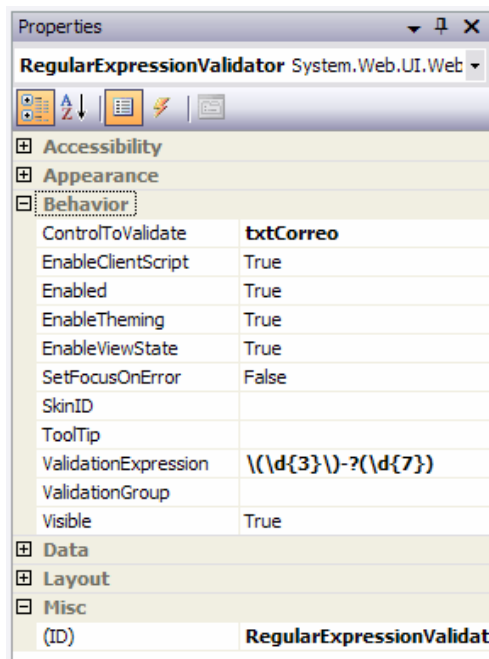 Properties
RegularExpressionValidator System.Web.UI.Web
Accessibility
Appearance
Behavior
ControlToValidate txtCorreo
EnableClientScript True
Enabled True
EnableTheming True
EnableViewState True
SetFocusOnError False
SkinID
ToolTip
ValidationExpression \(\d{3}\)-?(\d{7})
ValidationGroup
Visible True
Data
Layout
Misc
(ID) RegularExpressionValidat